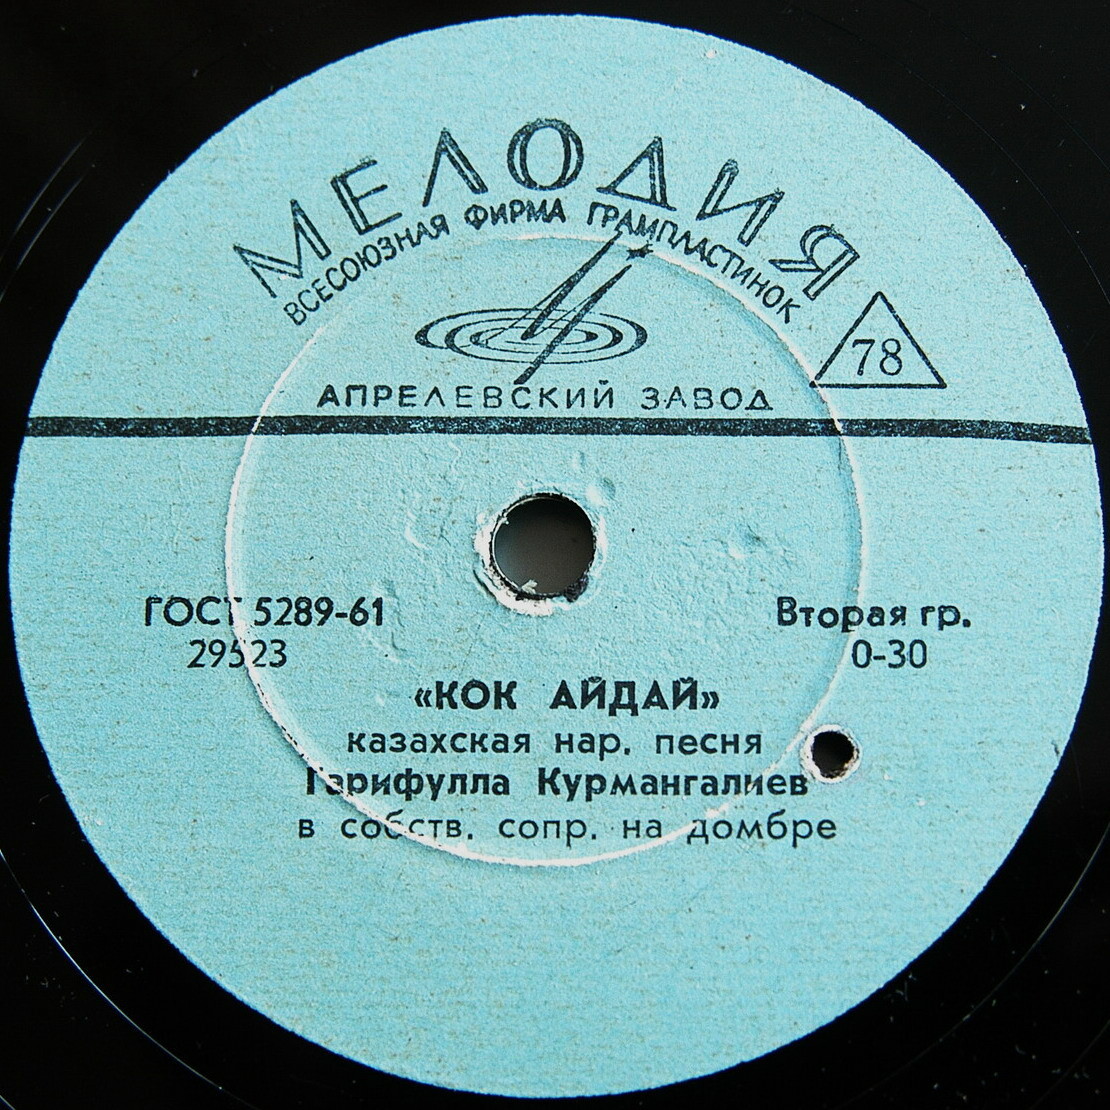 МЕЛОДИЯ
ВСЕСОЮЗНАЯ ФИРМА ГРАМПЛАСТИНОК
78
АПРЕЛЕВСКИЙ ЗАВОД
ГОСТ 5289-61
Вторая гр.
29523
0-30
«КОК АЙДАЙ»
казахская нар. песня
Гарифулла Курмангалиев
в собств. сопр. на домбре